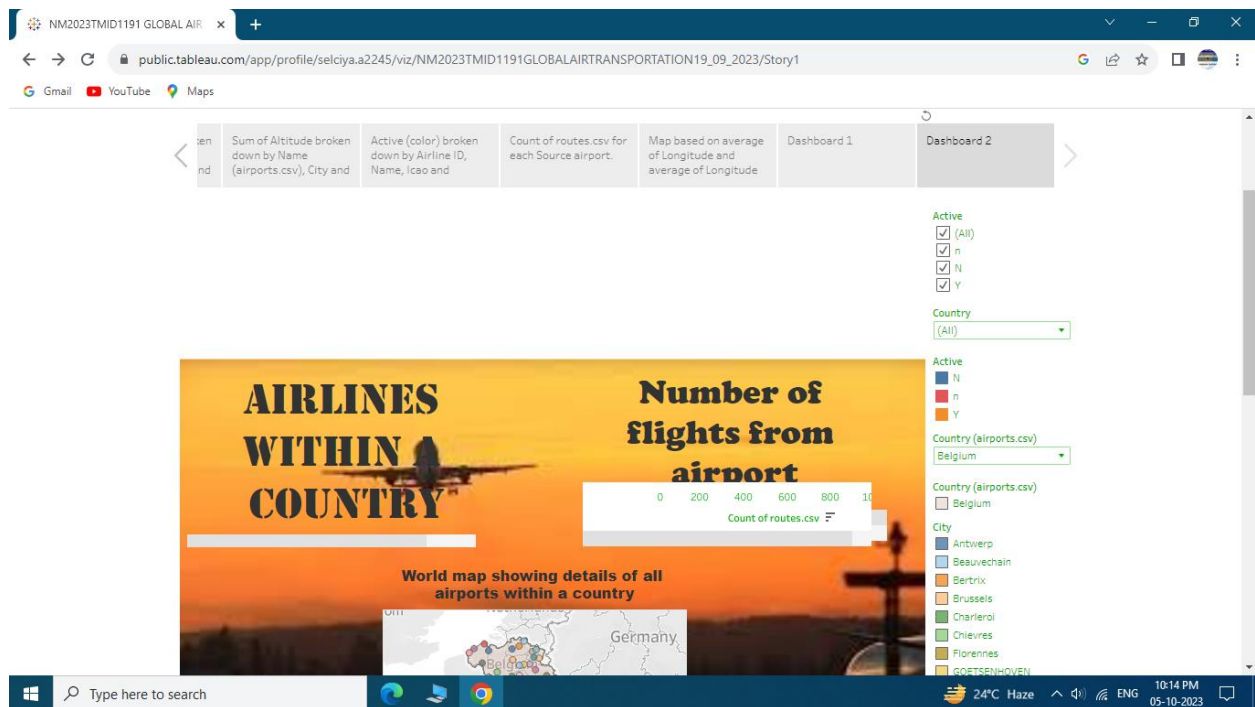 NM2023TMID1191 GLOBAL AIR
public.tableau.com/app/profile/selciya.a2245/viz/NM2023TMID1191GLOBALAIRTRANSPORTATION19_09_2023/Story1
G
Gmail
YouTube
Maps
nd
Sum of Altitude broken
down by Name
(airports.csv), City and
Active (color) broken
down by Airline ID,
Name, Icao and
Count of routes.csv for
each Source airport.
Map based on average
of Longitude and
average of Longitude
Dashboard 1
Dashboard 2
Active
(All)
n
N
Y
Country
(All)
Active
N
n
Y
Country (airports.csv)
Belgium
Country (airports.csv)
Belgium
City
Antwerp
Beauvechain
Bertrix
Brussels
Charleroi
Chievres
Florennes
GOETSENHOVEN
AIRLINES
WITHIN A
COUNTRY
Number of
flights from
airport
0 200 400 600 800
Count of routes.csv
World map showing details of all
airports within a country
Germany
Belgium
Type here to search
24°C Haze
ENG
10:14 PM
05-10-2023